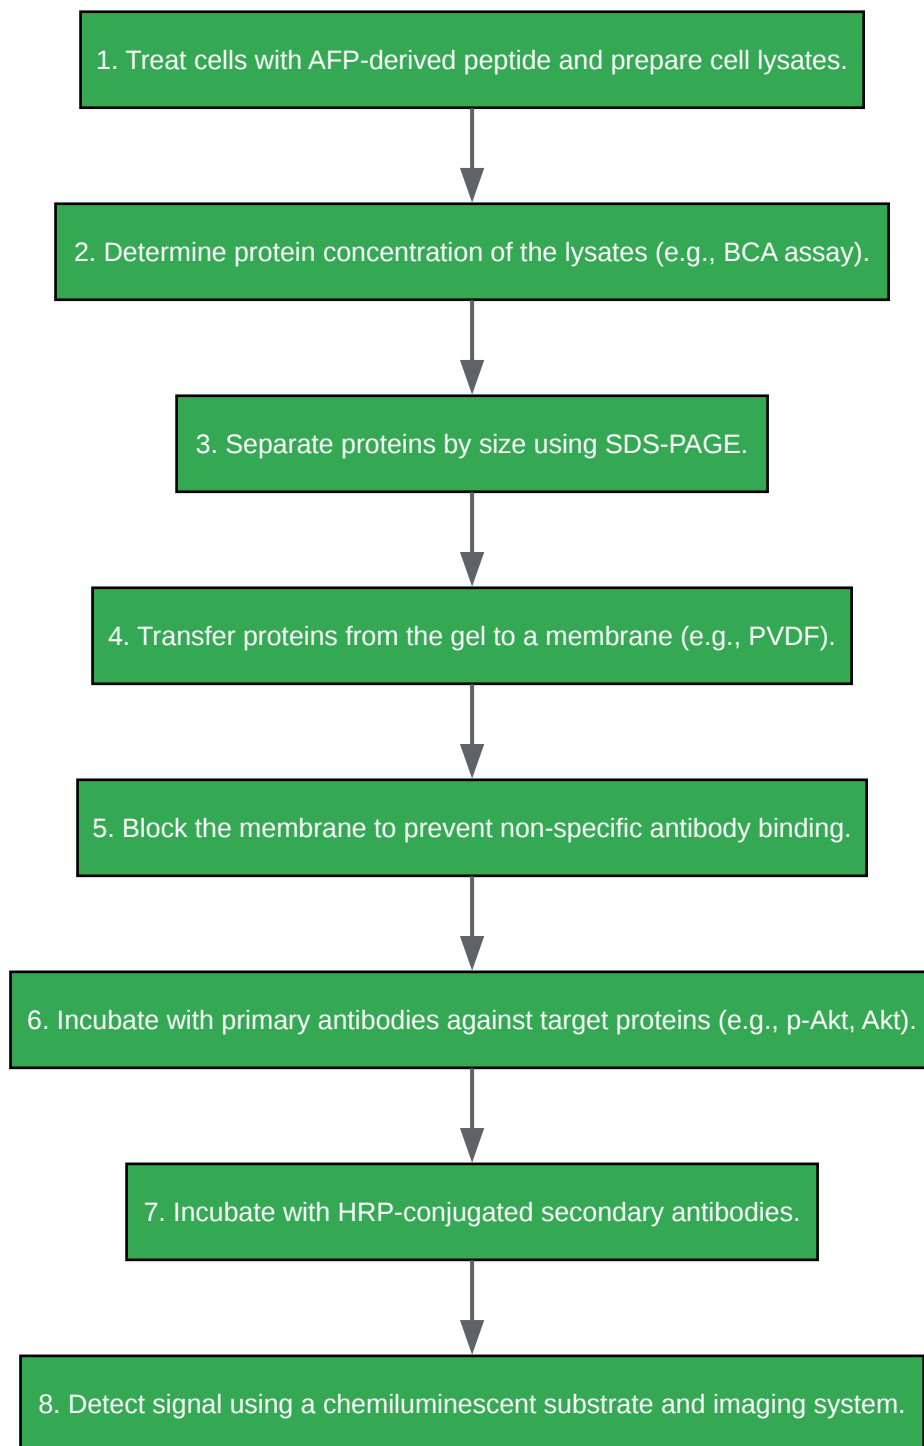 1. Treat cells with AFP-derived peptide and prepare cell lysates.
2. Determine protein concentration of the lysates (e.g., BCA assay).
3. Separate proteins by size using SDS-PAGE.
4. Transfer proteins from the gel to a membrane (e.g., PVDF).
5. Block the membrane to prevent non-specific antibody binding.
6. Incubate with primary antibodies against target proteins (e.g., p-Akt, Akt).
7. Incubate with HRP-conjugated secondary antibodies.
8. Detect signal using a chemiluminescent substrate and imaging system.